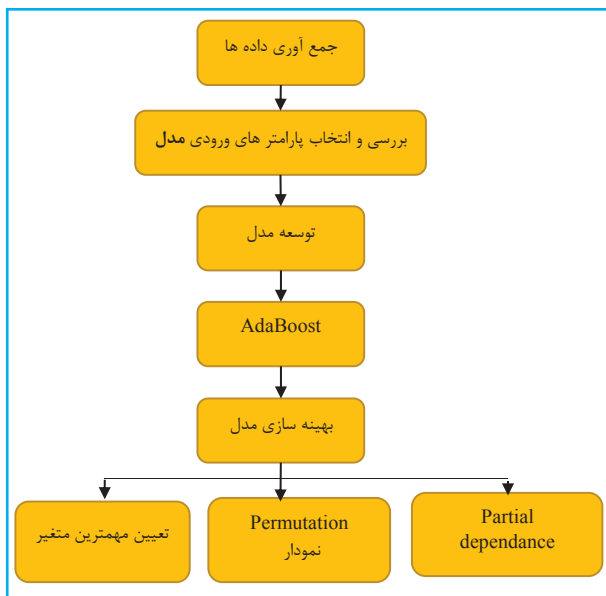 جمع آوری داده ها
بررسی و انتخاب پارامتر های ورودی مدل
توسعه مدل
AdaBoost
بهینه سازی مدل
تعیین مهمترین متغیر
Permutation
نمودار
Partial
dependance